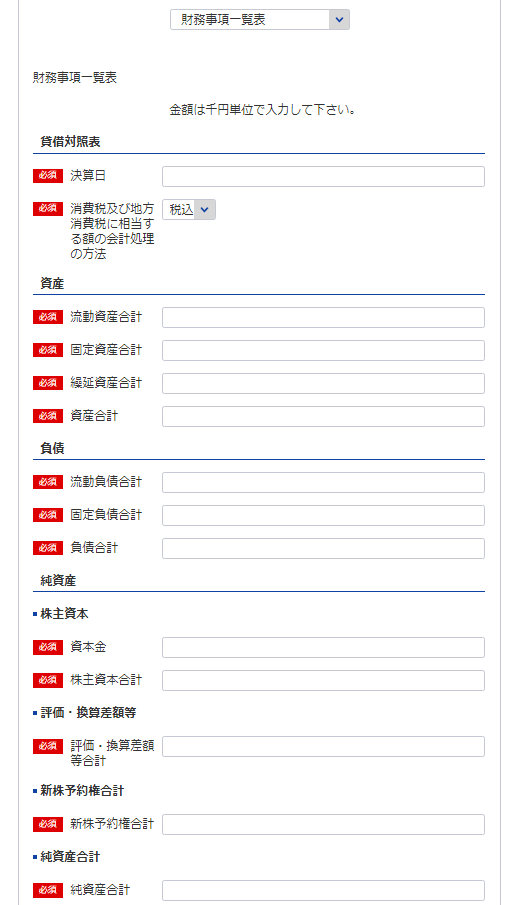 財務事項一覧表
財務事項一覧表
金額は千円単位で入力して下さい。
貸借対照表
必須 決算日
必須 消費税及び地方 税込
消費税に相当す
る額の会計処理
の方法
資産
必須 流動資産合計
必須 固定資産合計
必須 繰延資産合計
必須 資産合計
負債
必須 流動負債合計
必須 固定負債合計
必須 負債合計
純資産
株主資本
必須 資本金
必須 株主資本合計
評価・換算差額等
必須 評価・換算差額
等合計
新株予約権合計
必須 新株予約権合計
純資産合計
必須 純資産合計